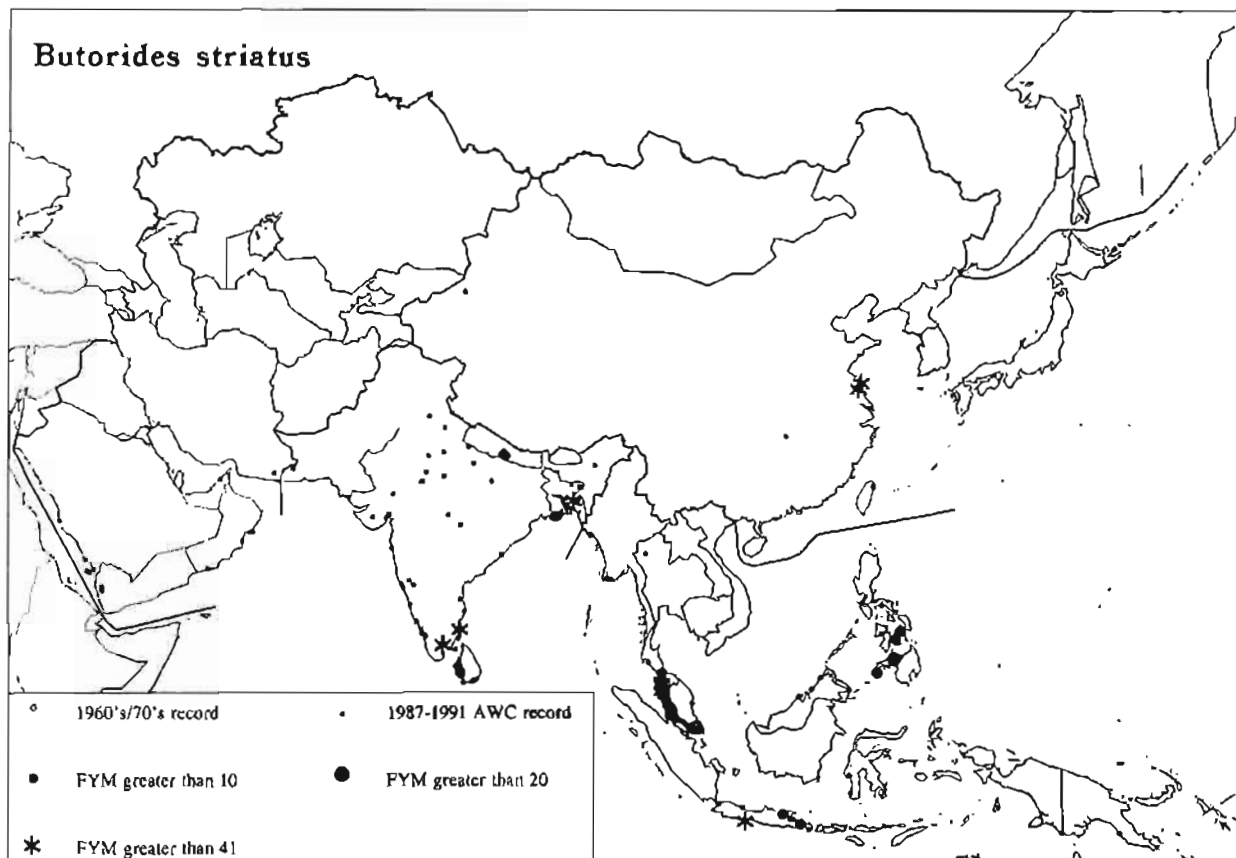 Butorides striatus
1960's/70's record
1987-1991 AWC record
FYM greater than 10
FYM greater than 20
FYM greater than 41